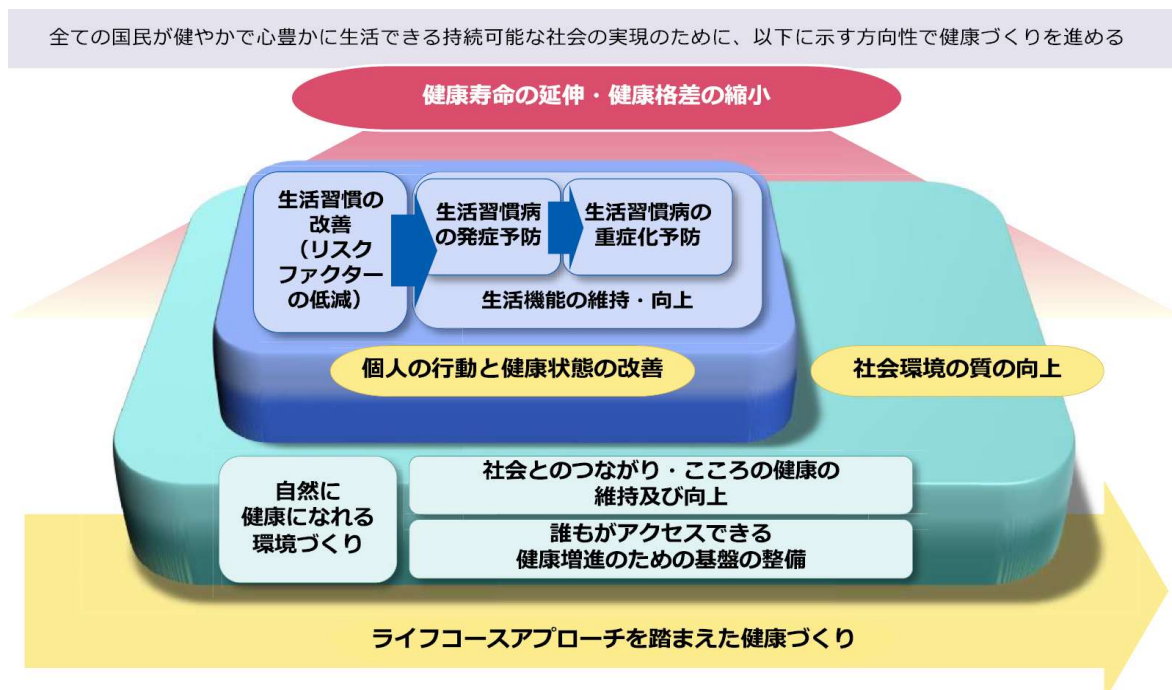 全ての国民が健やかで心豊かに生活できる持続可能な社会の実現のために、以下に示す方向性で健康づくりを進める
健康寿命の延伸・健康格差の縮小
生活習慣の
改善
（リスク
ファクター
の低減）
生活習慣病
の発症予防
生活習慣病の
重症化予防
生活機能の維持・向上
個人の行動と健康状態の改善
社会環境の質の向上
自然に
健康になれる
環境づくり
社会とのつながり・こころの健康の
維持及び向上
誰もがアクセスできる
健康増進のための基盤の整備
ライフコースアプローチを踏まえた健康づくり